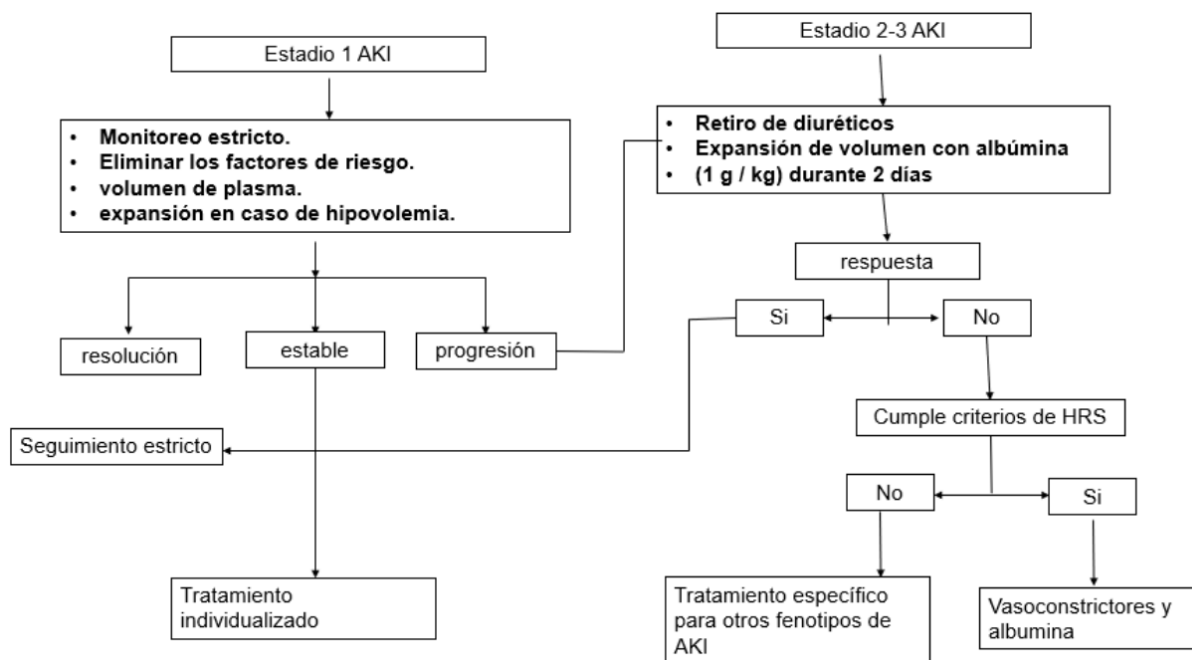 Estadio 1 AKI
• Monitoreo estricto.
• Eliminar los factores de riesgo.
• volumen de plasma.
• expansión en caso de hipovolemia.
resolución
estable
progresión
Seguimiento estricto
Tratamiento
individualizado
Estadio 2-3 AKI
• Retiro de diuréticos
• Expansión de volumen con albúmina
• (1 g / kg) durante 2 días
respuesta
Si
No
Cumple criterios de HRS
No
Si
Tratamiento específico
para otros fenotipos de
AKI
Vasoconstrictores y
albumina